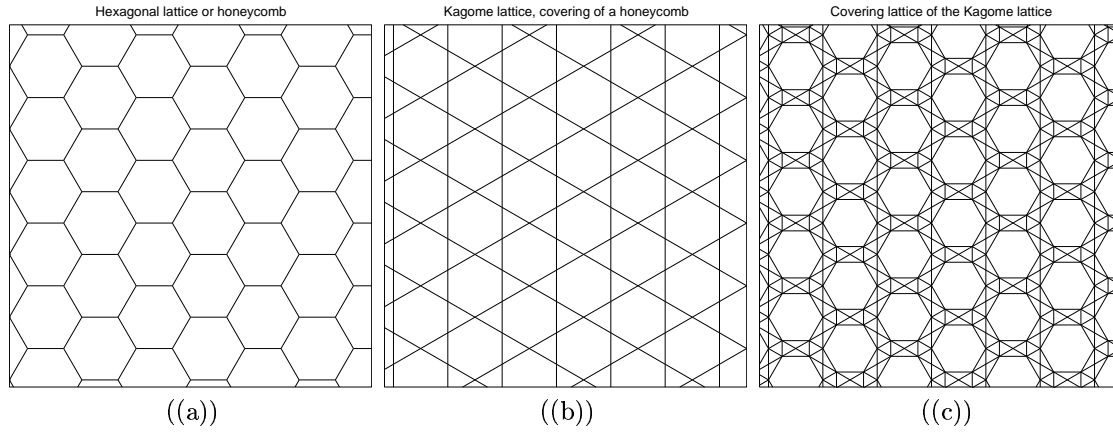 Hexagonal lattice or honeycomb
Kagome lattice, covering of a honeycomb
Covering lattice of the Kagome lattice
((a))
((b))
((c))